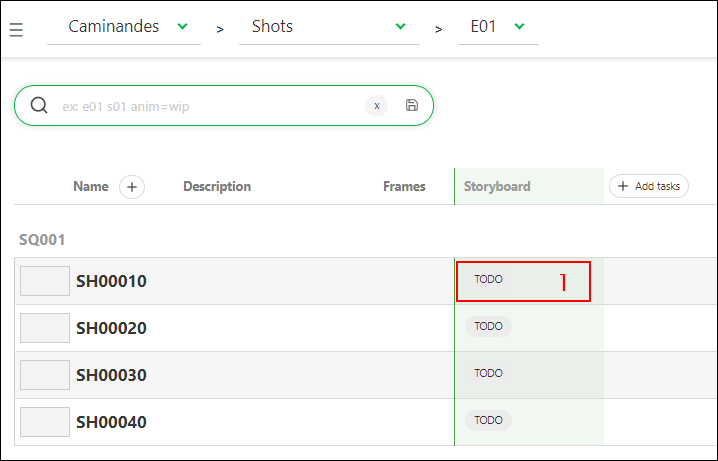 Caminandes > Shots > E01
ex: e01 s01 anim=wip x
Name + Description Frames Storyboard + Add tasks
SQ001
SH00010 TODO 1
SH00020 TODO
SH00030 TODO
SH00040 TODO